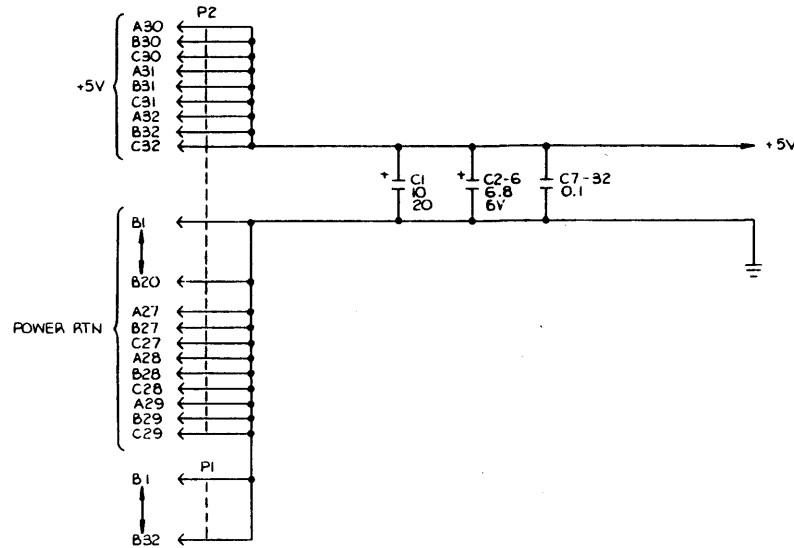 P2
A30
B30
C30
A31
+5V B31
C31
A32
B32
C32
+5V
C1
10
20
C2-6
6.8
6V
C7-32
0.1
B1
B20
A27
POWER RTN B27
C27
A28
B28
C28
A29
B29
C29
P1
B1
B32